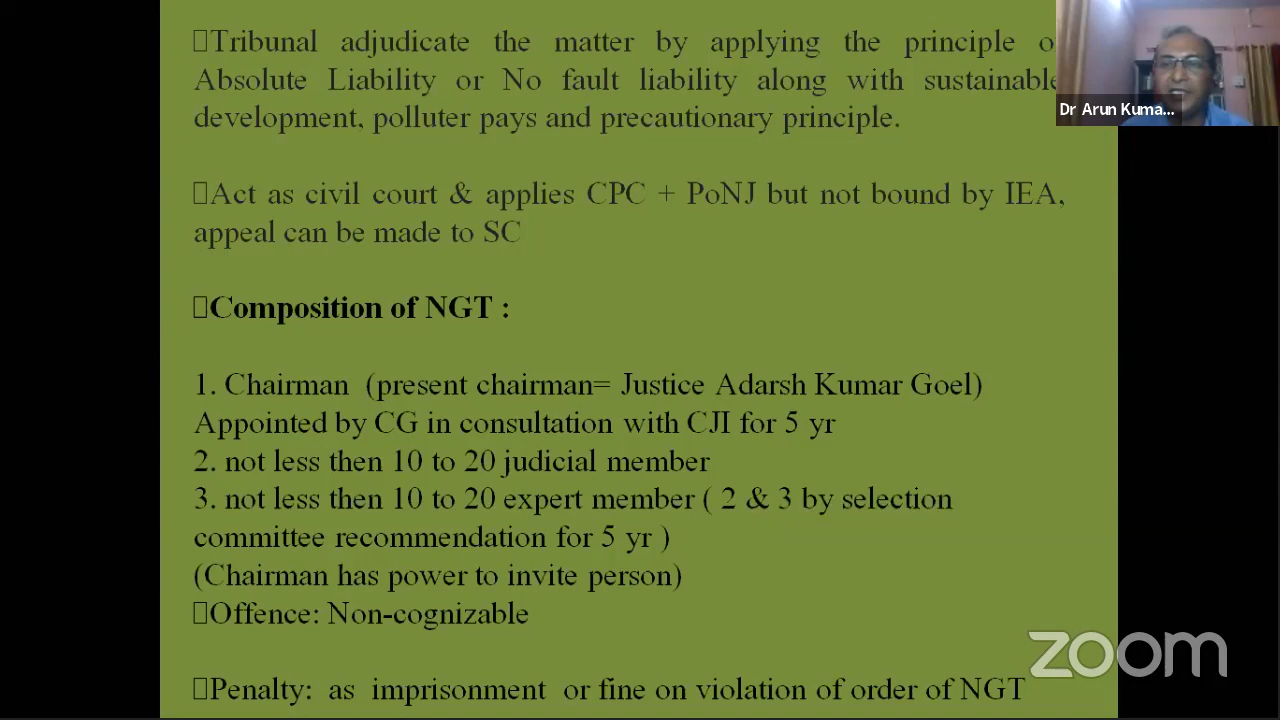 Tribunal adjudicate the matter by applying the principle o
Absolute Liability or No fault liability along with sustainable
development, polluter pays and precautionary principle.
Act as civil court & applies CPC + PoNJ but not bound by IEA,
appeal can be made to SC
Composition of NGT :
1. Chairman (present chairman= Justice Adarsh Kumar Goel)
Appointed by CG in consultation with CJI for 5 yr
2. not less then 10 to 20 judicial member
3. not less then 10 to 20 expert member ( 2 & 3 by selection
committee recommendation for 5 yr )
(Chairman has power to invite person)
Offence: Non-cognizable
Penalty: as imprisonment or fine on violation of order of NGT
Dr Arun Kuma...
zoom